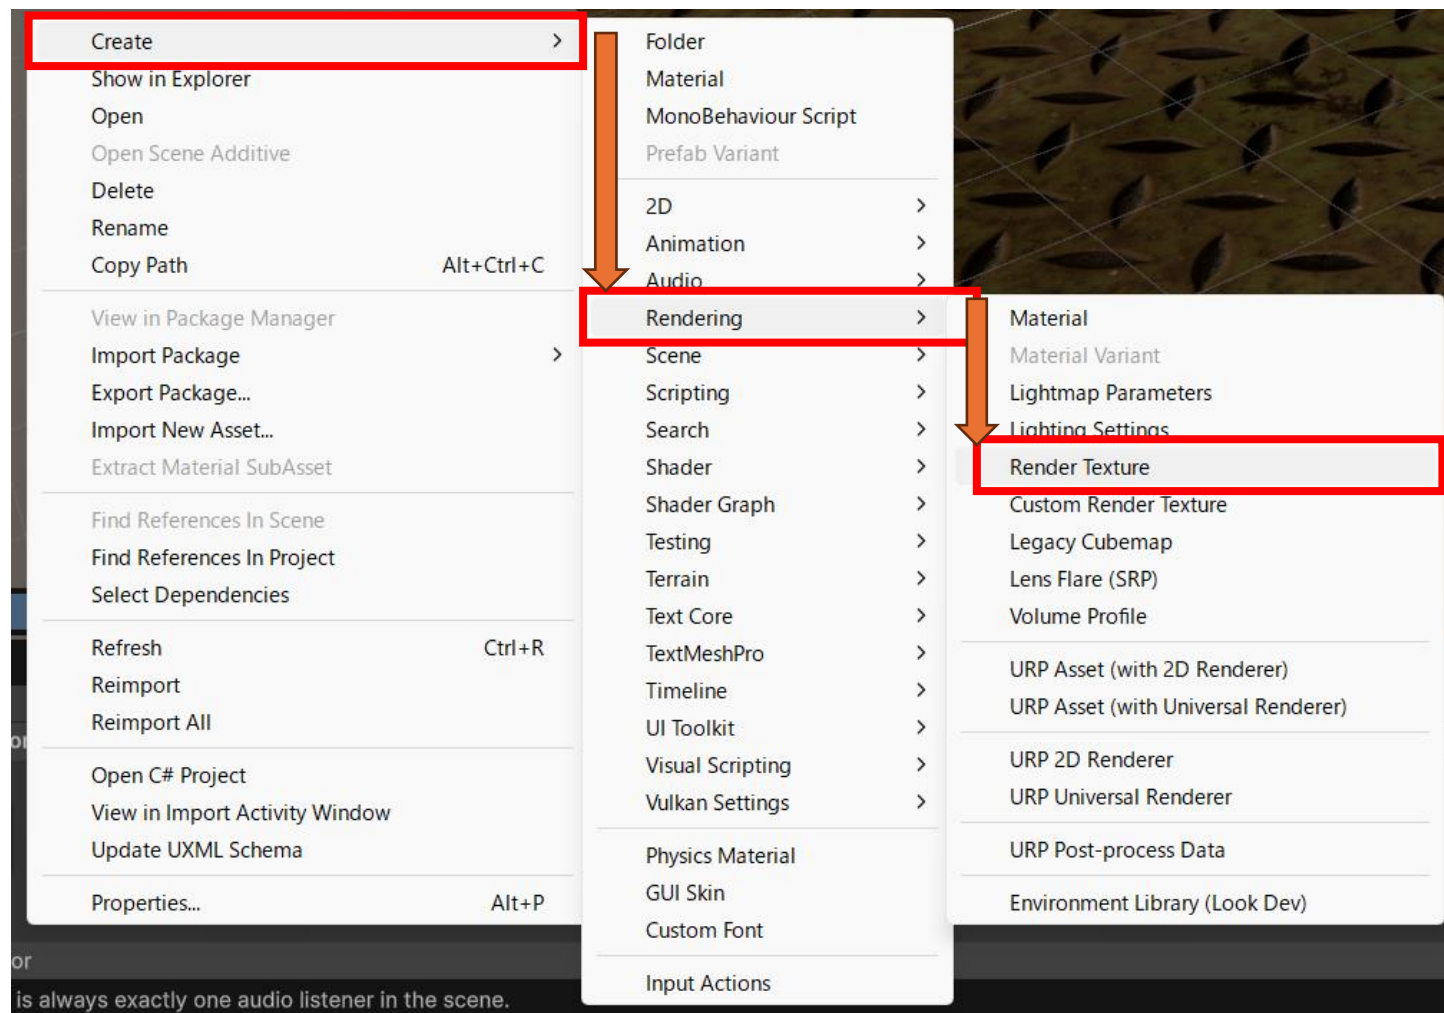 Create
Show in Explorer
Open
Open Scene Additive
Delete
Rename
Copy Path Alt+Ctrl+C
View in Package Manager
Import Package
Export Package...
Import New Asset...
Extract Material SubAsset
Find References In Scene
Find References In Project
Select Dependencies
Refresh Ctrl+R
Reimport
Reimport All
Open C# Project
View in Import Activity Window
Update UXML Schema
Properties... Alt+P
Folder
Material
MonoBehaviour Script
Prefab Variant
2D
Animation
Audio
Rendering
Scene
Scripting
Search
Shader
Shader Graph
Testing
Terrain
Text Core
TextMeshPro
Timeline
UI Toolkit
Visual Scripting
Vulkan Settings
Physics Material
GUI Skin
Custom Font
Input Actions
Material
Material Variant
Lightmap Parameters
Lighting Settings
Render Texture
Custom Render Texture
Legacy Cubemap
Lens Flare (SRP)
Volume Profile
URP Asset (with 2D Renderer)
URP Asset (with Universal Renderer)
URP 2D Renderer
URP Universal Renderer
URP Post-process Data
Environment Library (Look Dev)
or
or
is always exactly one audio listener in the scene.